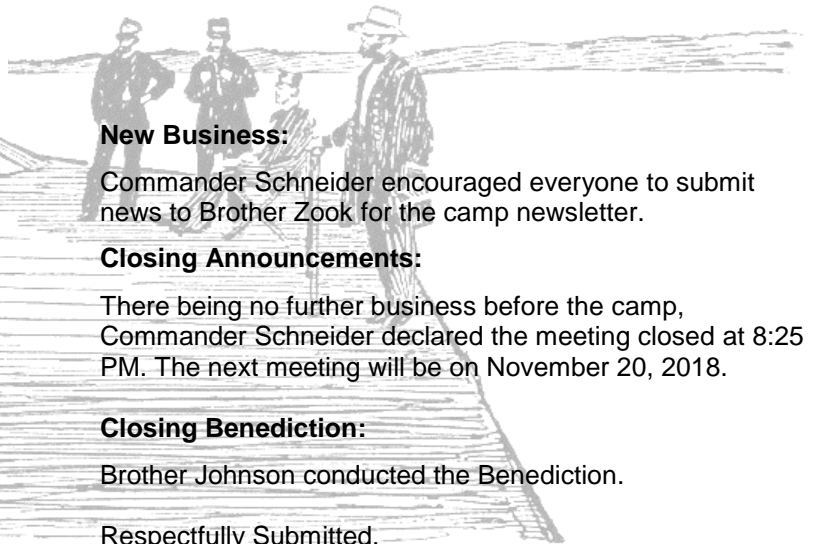 New Business:
Commander Schneider encouraged everyone to submit
news to Brother Zook for the camp newsletter.
Closing Announcements:
There being no further business before the camp,
Commander Schneider declared the meeting closed at 8:25
PM. The next meeting will be on November 20, 2018.
Closing Benediction:
Brother Johnson conducted the Benediction.
Respectfully Submitted,